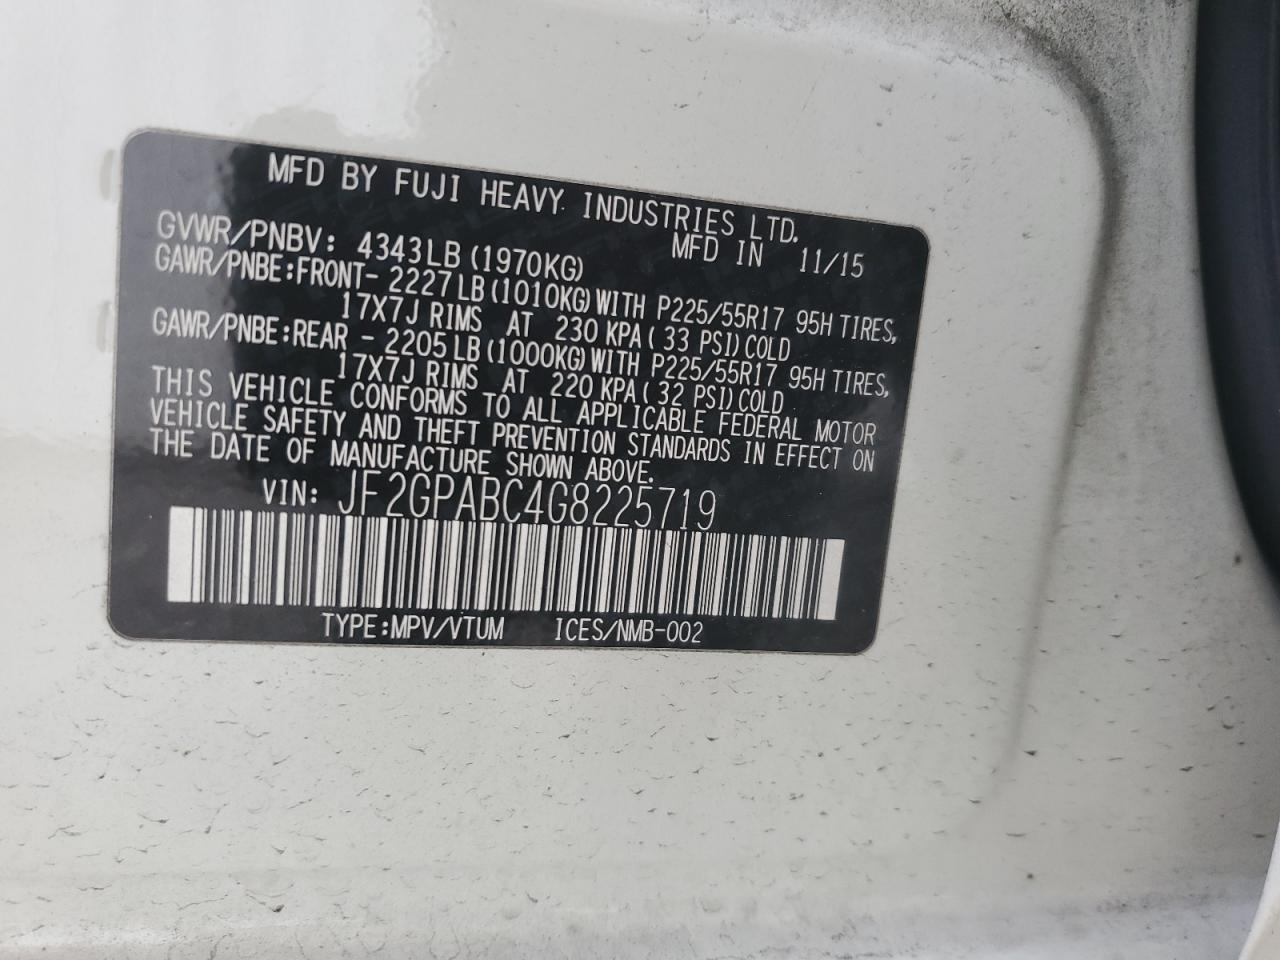 MFD BY FUJI HEAVY INDUSTRIES LTD.
GVWR/PNBV: 4343LB (1970KG) MFD IN 11/15
GAWR/PNBE:FRONT- 2227LB (1010KG) WITH P225/55R17 95H TIRES,
17X7J RIMS AT 230 KPA( 33 PSI) COLD
GAWR/PNBE:REAR - 2205LB (1000KG) WITH P225/55R17 95H TIRES,
17X7J RIMS AT 220 KPA( 32 PSI) COLD
THIS VEHICLE CONFORMS TO ALL APPLICABLE FEDERAL MOTOR
VEHICLE SAFETY AND THEFT PREVENTION STANDARDS IN EFFECT ON
THE DATE OF MANUFACTURE SHOWN ABOVE.
VIN: JF2GPABC4G8225719
TYPE:MPV/VTUM ICES/NMB-002